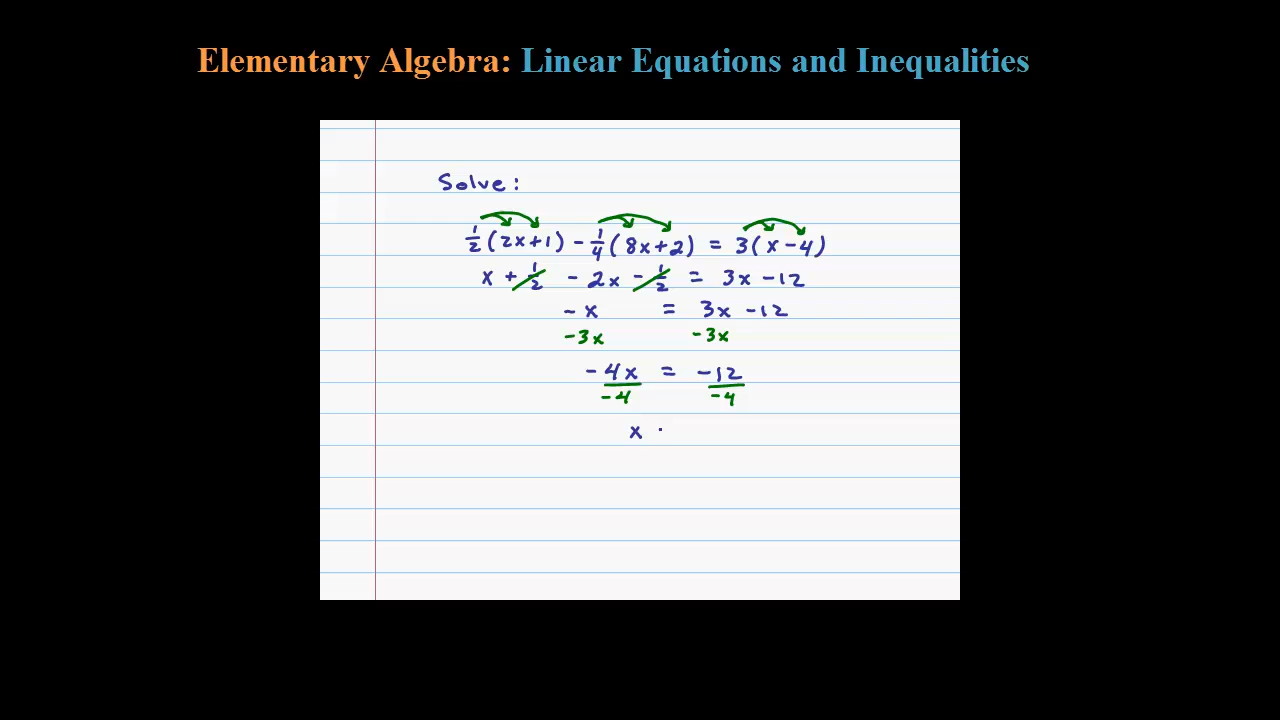 Elementary Algebra: Linear Equations and Inequalities
Solve:
1/2 (2x+1) - 1/4 (8x+2) = 3(x-4)
x + 1/2 - 2x - 1/2 = 3x - 12
-x = 3x - 12
-3x -3x
-4x = -12
-4 -4
x